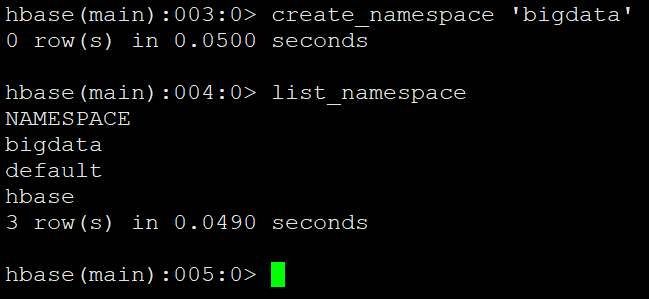 hbase(main):003:0> create_namespace 'bigdata'
0 row(s) in 0.0500 seconds
hbase(main):004:0> list_namespace
NAMESPACE
bigdata
default
hbase
3 row(s) in 0.0490 seconds
hbase(main):005:0>